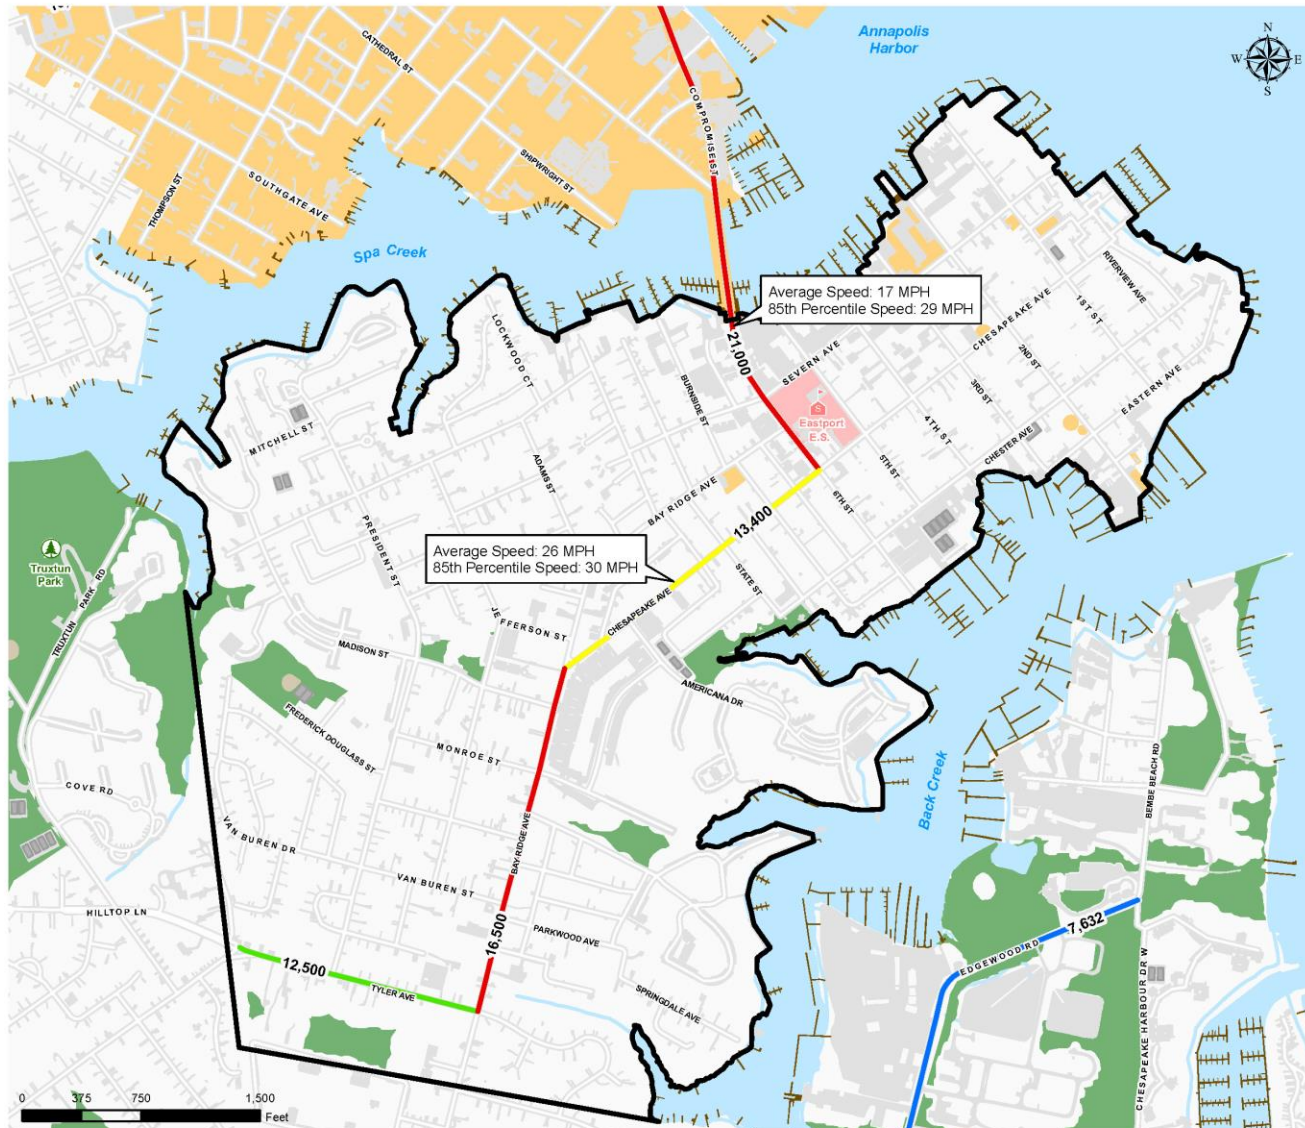 Annapolis
Harbor
N
W
E
S
CATHEDRAL ST
COMPROMISE ST
SHIPWRIGHT ST
THOMPSON ST
SOUTHGATE AVE
Spa Creek
RIVERVIEW AVE
Average Speed: 17 MPH
85th Percentile Speed: 29 MPH
1ST ST
CHESAPEAKE AVE
LOCKWOOD CT
21,000
2ND ST
SEVERN AVE
EASTERN AVE
BURNSIDE ST
3RD ST
S
Eastport
E.S.
4TH ST
MITCHELL ST
CHESTER AVE
ADAMS ST
5TH ST
BAY RIDGE AVE
6TH ST
13,400
PRESIDENT ST
Average Speed: 26 MPH
85th Percentile Speed: 30 MPH
Truxtun
Park
TRUXTUN PARK RD
STATE ST
CHESAPEAKE AVE
JEFFERSON ST
MADISON ST
AMERICANA DR
FREDERICK DOUGLASS ST
MONROE ST
COVE RD
BEMBE BEACH RD
Back Creek
VAN BUREN DR
BAY RIDGE AVE
VAN BUREN ST
HILLTOP LN
7,632
16,500
PARKWOOD AVE
EDGEWOOD RD
12,500
TYLER AVE
SPRINGDALE AVE
CHESAPEAKE HARBOUR DR W
0 375 750 1,500
Feet